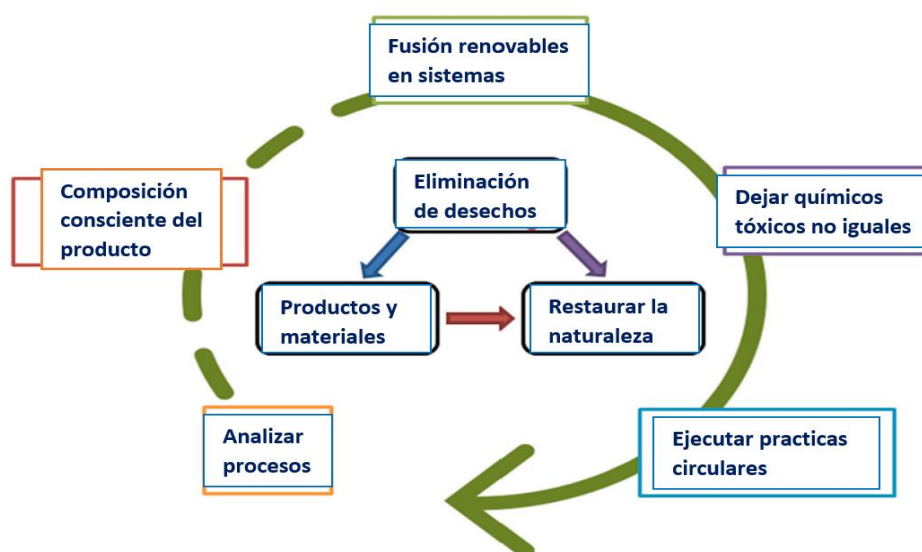 Fusión renovables
en sistemas
Composición
consciente del
producto
Eliminación
de desechos
Dejar químicos
tóxicos no iguales
Productos y
materiales
Restaurar la
naturaleza
Analizar
procesos
Ejecutar practicas
circulares